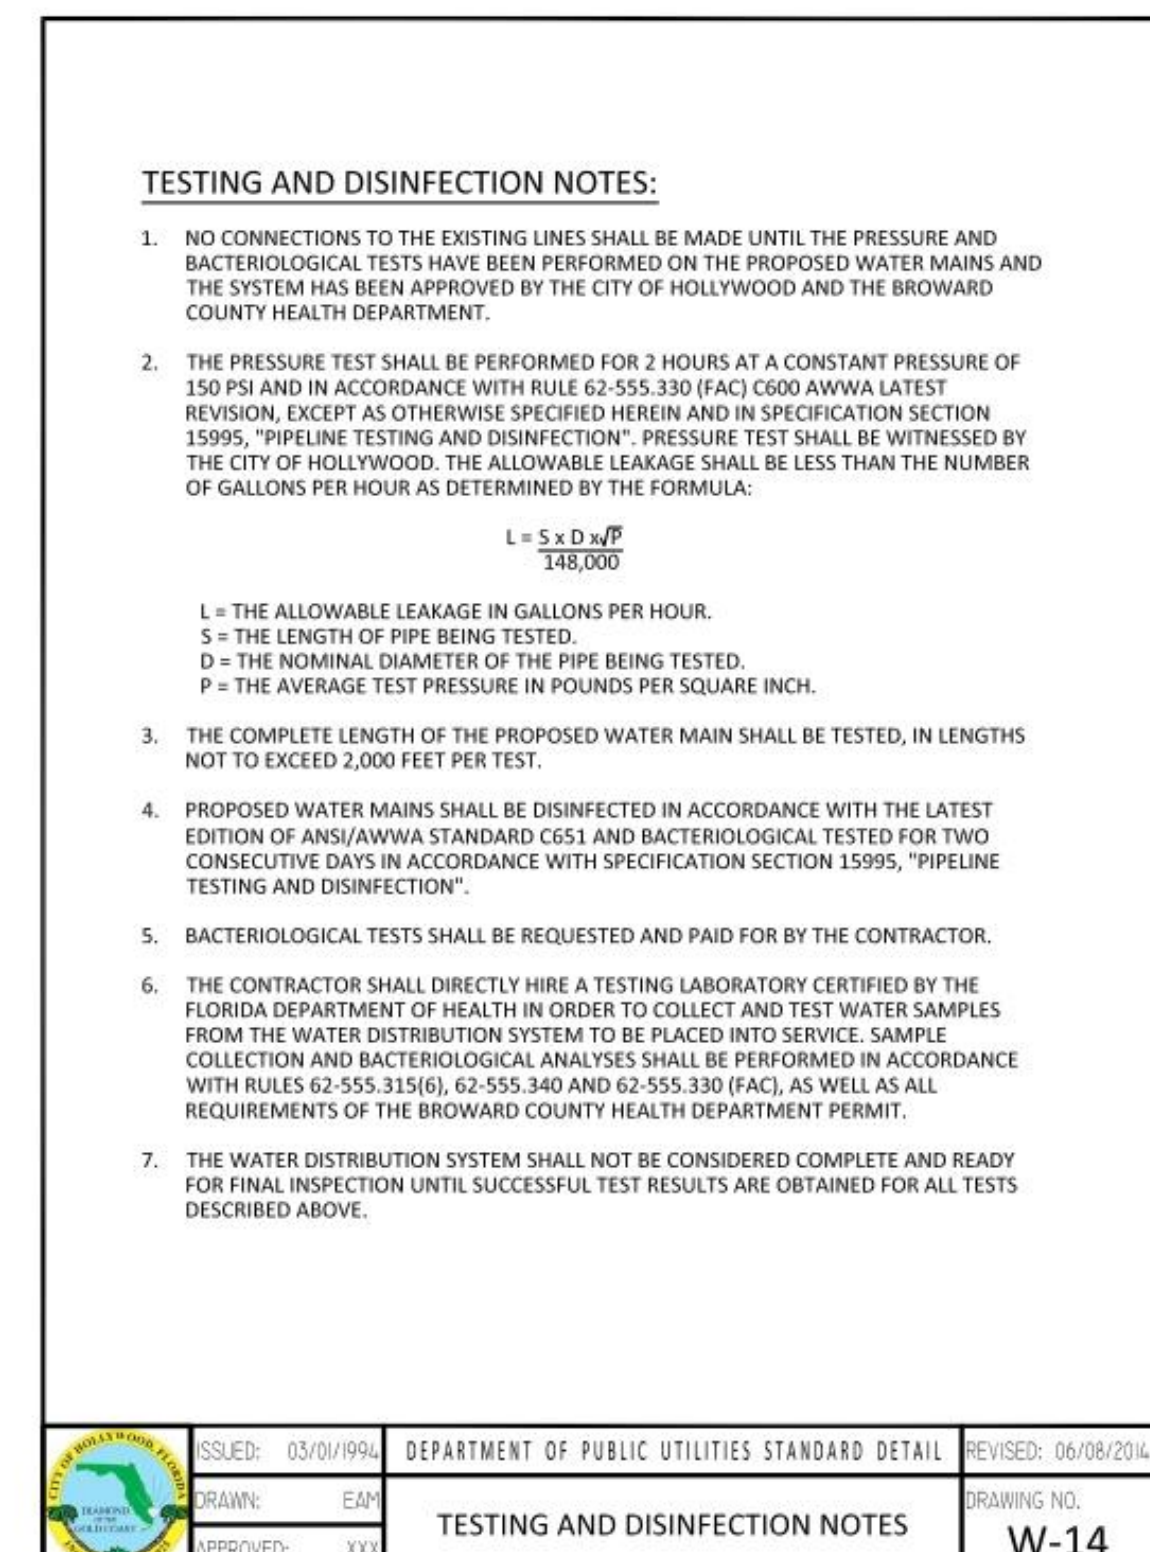 TESTING AND DISINFECTION NOTES:
1. NO CONNECTIONS TO THE EXISTING LINES SHALL BE MADE UNTIL THE PRESSURE AND
BACTERIOLOGICAL TESTS HAVE BEEN PERFORMED ON THE PROPOSED WATER MAINS AND
THE SYSTEM HAS BEEN APPROVED BY THE CITY OF HOLLYWOOD AND THE BROWARD
COUNTY HEALTH DEPARTMENT.
2. THE PRESSURE TEST SHALL BE PERFORMED FOR 2 HOURS AT A CONSTANT PRESSURE OF
150 PSI AND IN ACCORDANCE WITH RULE 62-555.330 (FAC) C600 AWWA LATEST
REVISION, EXCEPT AS OTHERWISE SPECIFIED HEREIN AND IN SPECIFICATION SECTION
15995, "PIPELINE TESTING AND DISINFECTION". PRESSURE TEST SHALL BE WITNESSED BY
THE CITY OF HOLLYWOOD. THE ALLOWABLE LEAKAGE SHALL BE LESS THAN THE NUMBER
OF GALLONS PER HOUR AS DETERMINED BY THE FORMULA:
L = S x D x√P
148,000
L = THE ALLOWABLE LEAKAGE IN GALLONS PER HOUR.
S = THE LENGTH OF PIPE BEING TESTED.
D = THE NOMINAL DIAMETER OF THE PIPE BEING TESTED.
P = THE AVERAGE TEST PRESSURE IN POUNDS PER SQUARE INCH.
3. THE COMPLETE LENGTH OF THE PROPOSED WATER MAIN SHALL BE TESTED, IN LENGTHS
NOT TO EXCEED 2,000 FEET PER TEST.
4. PROPOSED WATER MAINS SHALL BE DISINFECTED IN ACCORDANCE WITH THE LATEST
EDITION OF ANSI/AWWA STANDARD C651 AND BACTERIOLOGICAL TESTED FOR TWO
CONSECUTIVE DAYS IN ACCORDANCE WITH SPECIFICATION SECTION 15995, "PIPELINE
TESTING AND DISINFECTION".
5. BACTERIOLOGICAL TESTS SHALL BE REQUESTED AND PAID FOR BY THE CONTRACTOR.
6. THE CONTRACTOR SHALL DIRECTLY HIRE A TESTING LABORATORY CERTIFIED BY THE
FLORIDA DEPARTMENT OF HEALTH IN ORDER TO COLLECT AND TEST WATER SAMPLES
FROM THE WATER DISTRIBUTION SYSTEM TO BE PLACED INTO SERVICE. SAMPLE
COLLECTION AND BACTERIOLOGICAL ANALYSES SHALL BE PERFORMED IN ACCORDANCE
WITH RULES 62-555.315(6), 62-555.340 AND 62-555.330 (FAC), AS WELL AS ALL
REQUIREMENTS OF THE BROWARD COUNTY HEALTH DEPARTMENT PERMIT.
7. THE WATER DISTRIBUTION SYSTEM SHALL NOT BE CONSIDERED COMPLETE AND READY
FOR FINAL INSPECTION UNTIL SUCCESSFUL TEST RESULTS ARE OBTAINED FOR ALL TESTS
DESCRIBED ABOVE.
CITY OF HOLLYWOOD, FLORIDA
DIAMOND
OF THE
GOLD COAST
ISSUED: 03/01/1994
DRAWN: EAM
APPROVED: XXX
DEPARTMENT OF PUBLIC UTILITIES STANDARD DETAIL
TESTING AND DISINFECTION NOTES
REVISED: 06/08/2014
DRAWING NO.
W-14